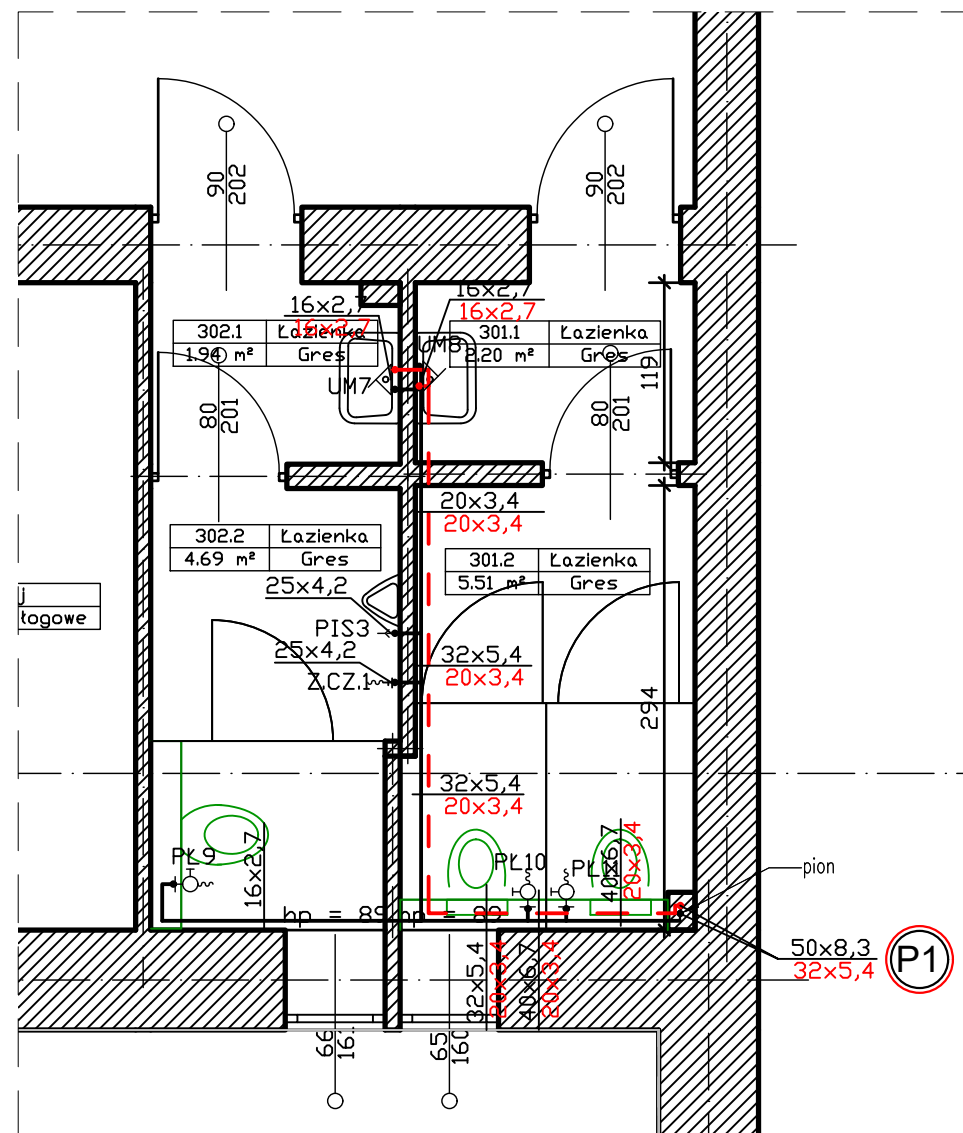 90
202
90
202
16x2,7
16x2,7
16x2,7
16x2,7
302.1 Łazienka
1.94 m² Gres
301.1 Łazienka
2.20 m² Gres
UM8
UM7
119
80
201
80
201
20x3,4
20x3,4
302.2 Łazienka
4.69 m² Gres
301.2 Łazienka
5.51 m² Gres
25x4,2
j
łogowe
PIS3
25x4,2
Z.CZ.1
32x5,4
20x3,4
294
32x5,4
20x3,4
16x2,7
40x6,7
20x3,4
PŁ9
PŁ10
pion
hp = 89
32x5,4
20x3,4
40x6,7
20x3,4
50x8,3
32x5,4
P1
65
160